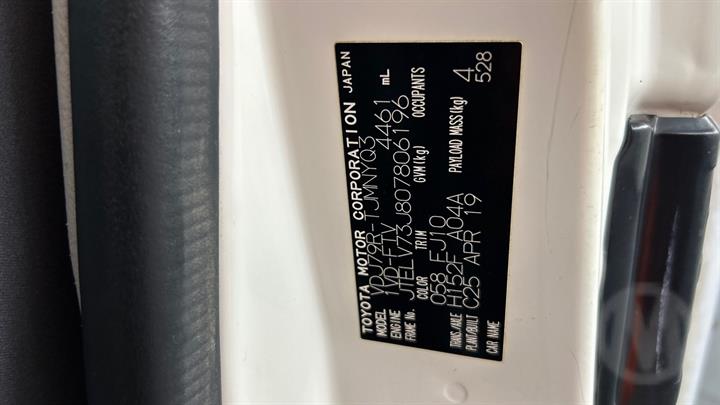 TOYOTA MOTOR CORPORATION JAPAN
MODEL VDJ79R-TJMNYQ3
ENGINE 1VD-FTV 4461 mL
FRAME No. JTELV73J807806196
COLOR TRIM GVM(kg) OCCUPANTS
058 FJ10 4
TRANS/AXLE H152F A04A PAYLOAD MASS(kg) 528
PLANT/BUILT C25 APR 19
CAR NAME